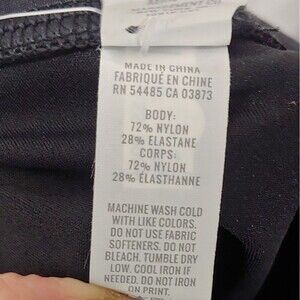 MADE IN CHINA
FABRIQUÉ EN CHINE
RN 54485 CA 03873
BODY:
72% NYLON
28% ELASTANE
CORPS:
72% NYLON
28% ÉLASTHANNE
MACHINE WASH COLD
WITH LIKE COLORS.
DO NOT USE FABRIC
SOFTENERS. DO NOT
BLEACH. TUMBLE DRY
LOW. COOL IRON IF
NEEDED. DO NOT IRON
ON PRINT.